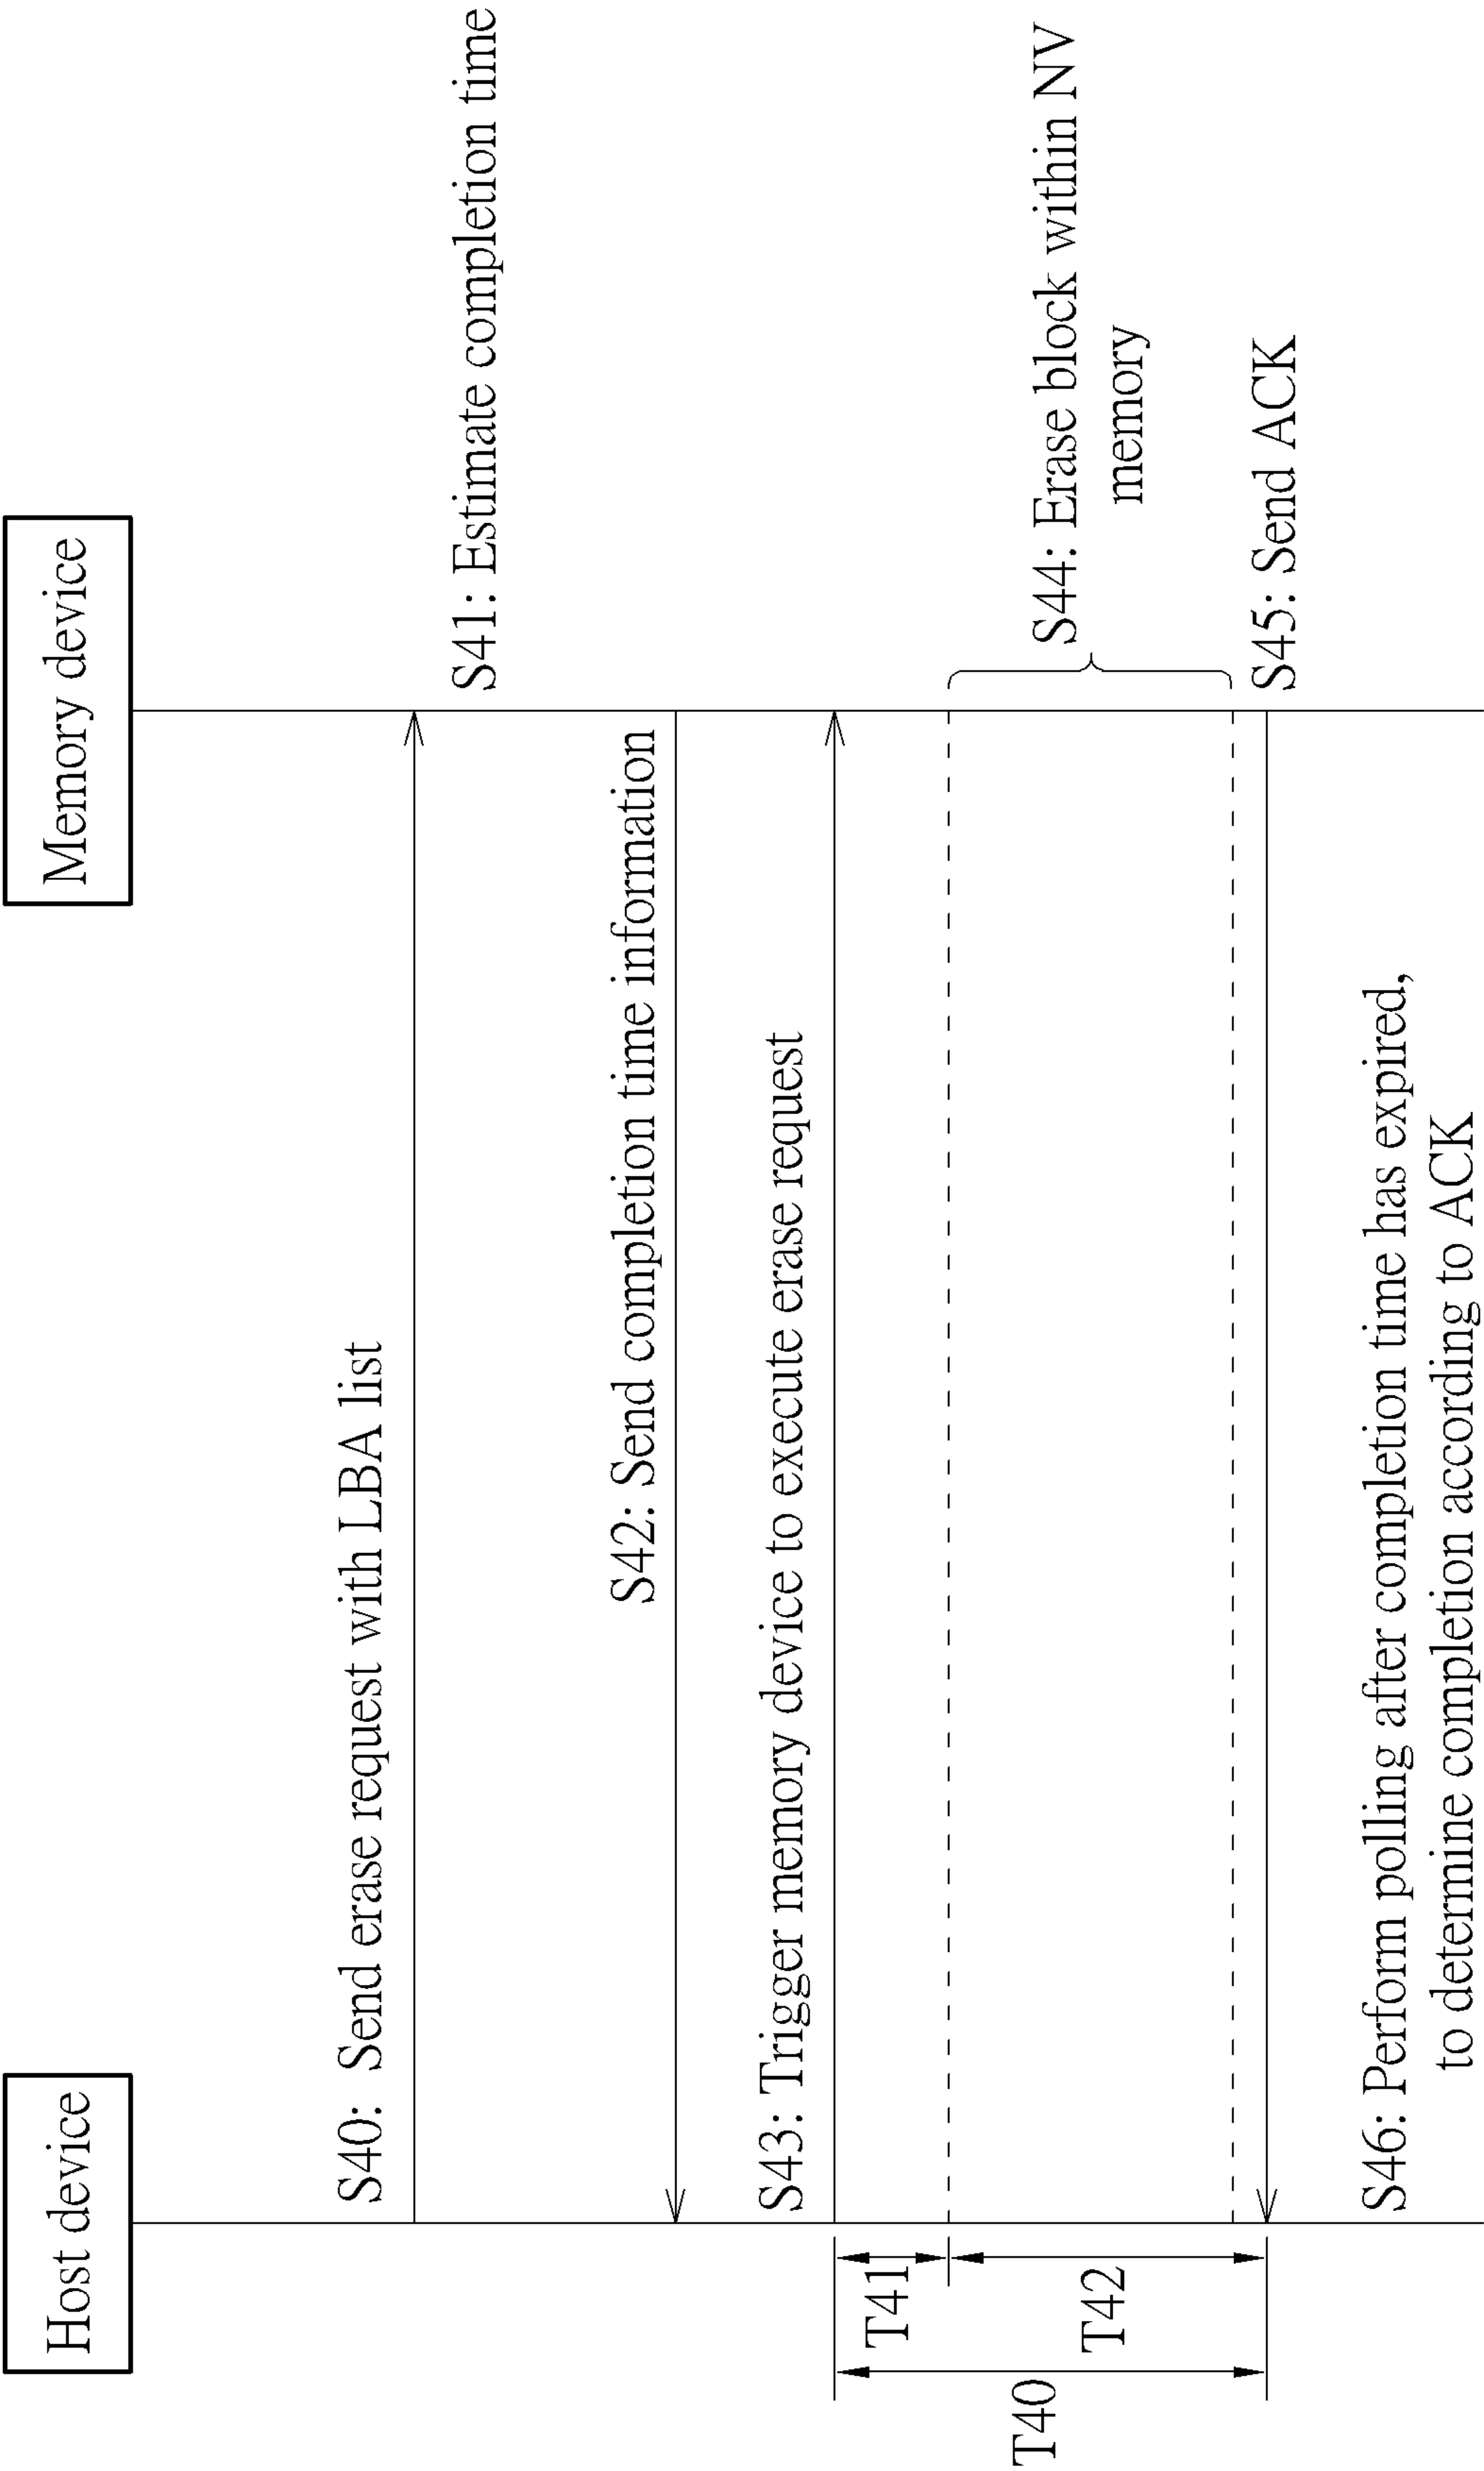 Host device
Memory device
S40: Send erase request with LBA list
S41: Estimate completion time
S42: Send completion time information
S43: Trigger memory device to execute erase request
T41
T40
T42
S44: Erase block within NV
memory
S45: Send ACK
S46: Perform polling after completion time has expired,
to determine completion according to ACK